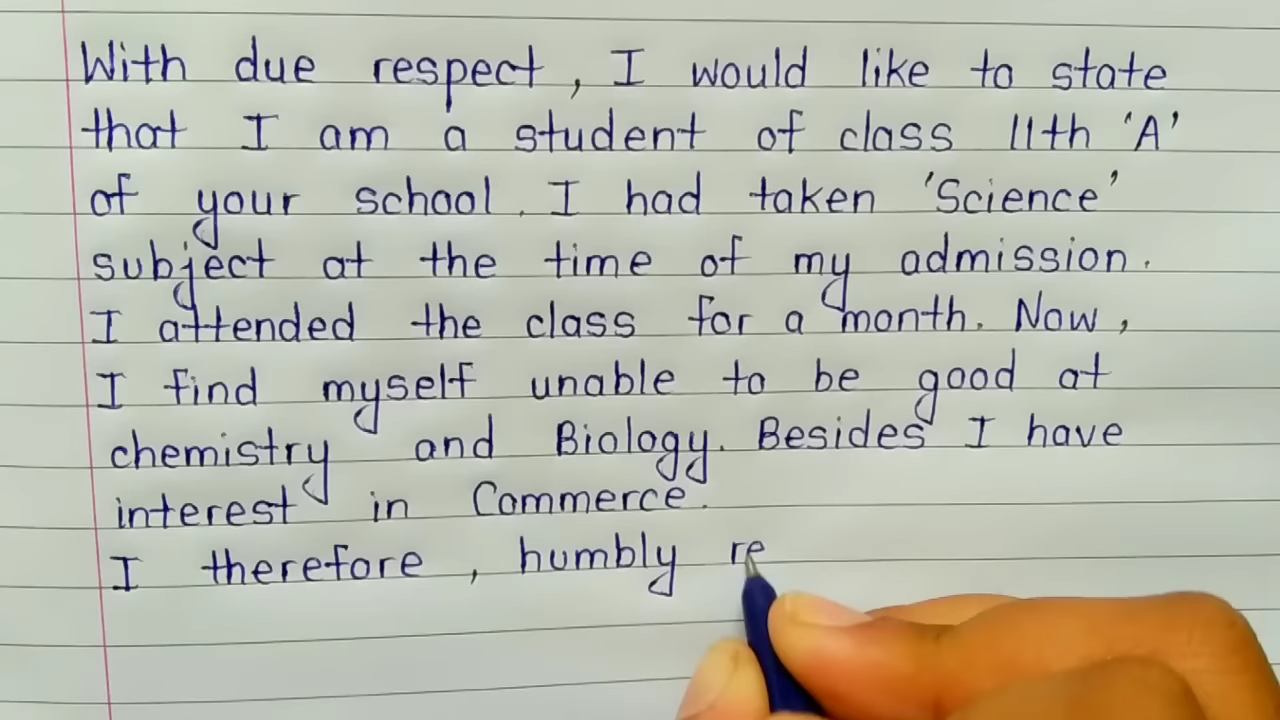 With due respect, I would like to state
that I am a student of class 11th 'A'
of your school. I had taken 'Science'
subject at the time of my admission.
I attended the class for a month. Now,
I find myself unable to be good at
chemistry and Biology. Besides I have
interest in Commerce.
I therefore, humbly re